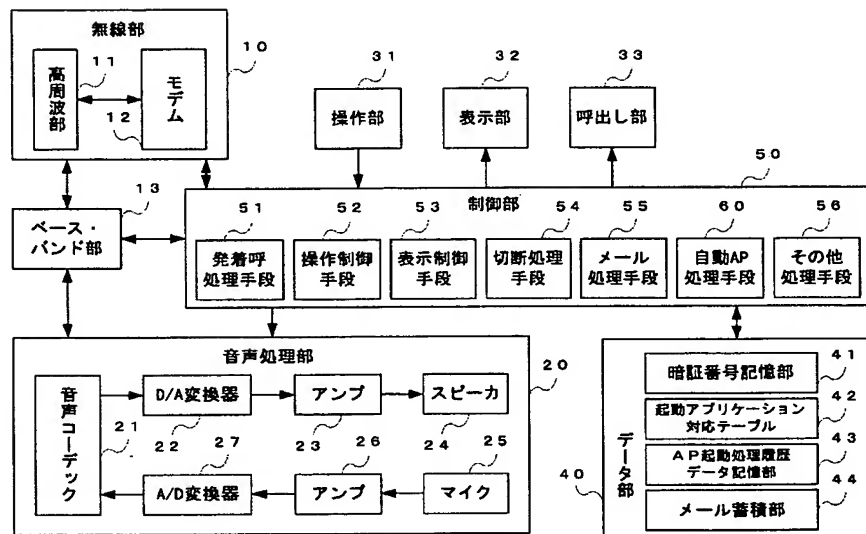 無線部
10
高周波部
11
モデム
12
31
操作部
32
表示部
33
呼出し部
13
ベース・
バンド部
50
制御部
51
発着呼
処理手段
52
操作制御
手段
53
表示制御
手段
54
切断処理
手段
55
メール
処理手段
60
自動AP
処理手段
56
その他
処理手段
音声処理部
20
音声コーデック
21
D/A変換器
22
アンプ
23
スピーカ
24
A/D変換器
27
アンプ
26
マイク
25
データ部
40
暗証番号記憶部
41
起動アプリケーション
対応テーブル
42
AP起動処理履歴
データ記憶部
43
メール蓄積部
44